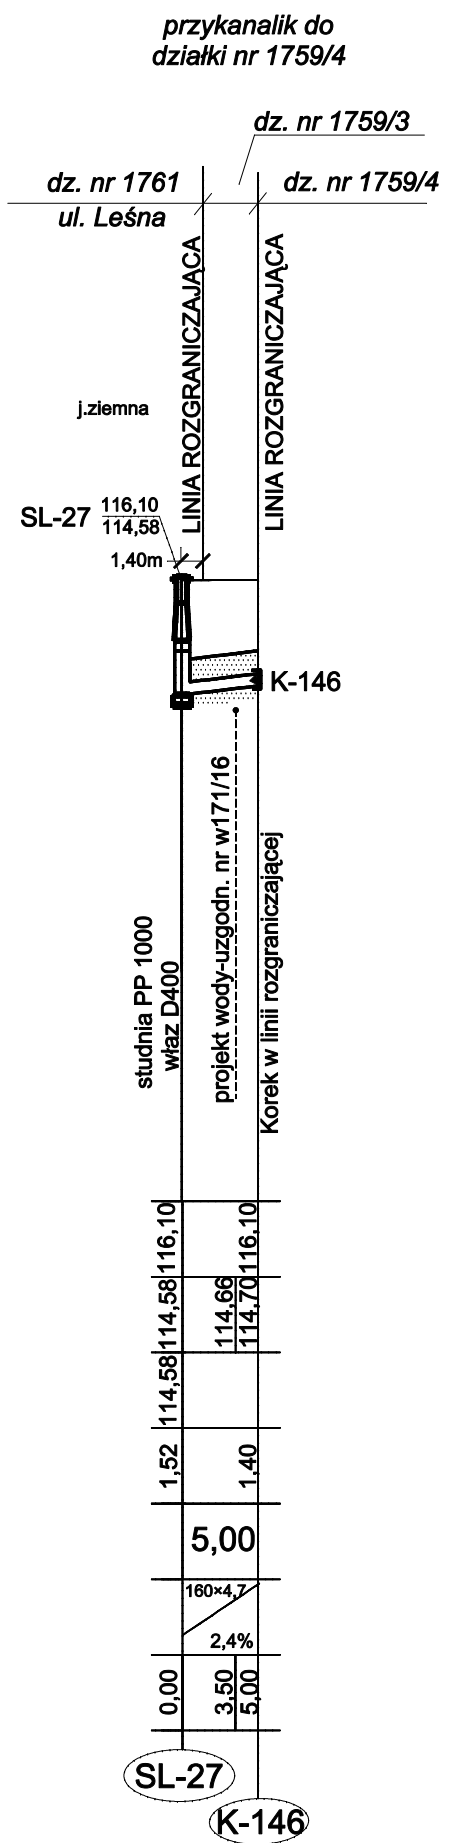 przykanalik do
działki nr 1759/4
dz. nr 1759/3
dz. nr 1761
dz. nr 1759/4
ul. Leśna
LINIA ROZGRANICZAJĄCA
LINIA ROZGRANICZAJĄCA
j.ziemna
SL-27
116,10
114,58
1,40m
K-146
projekt wody-uzgodn. nr w171/16
Korek w linii rozgraniczającej
studnia PP 1000
właz D400
116,10
116,10
114,58
114,66
114,70
114,58
1,52
1,40
5,00
160×4,7
2,4%
0,00
3,50
5,00
SL-27
K-146